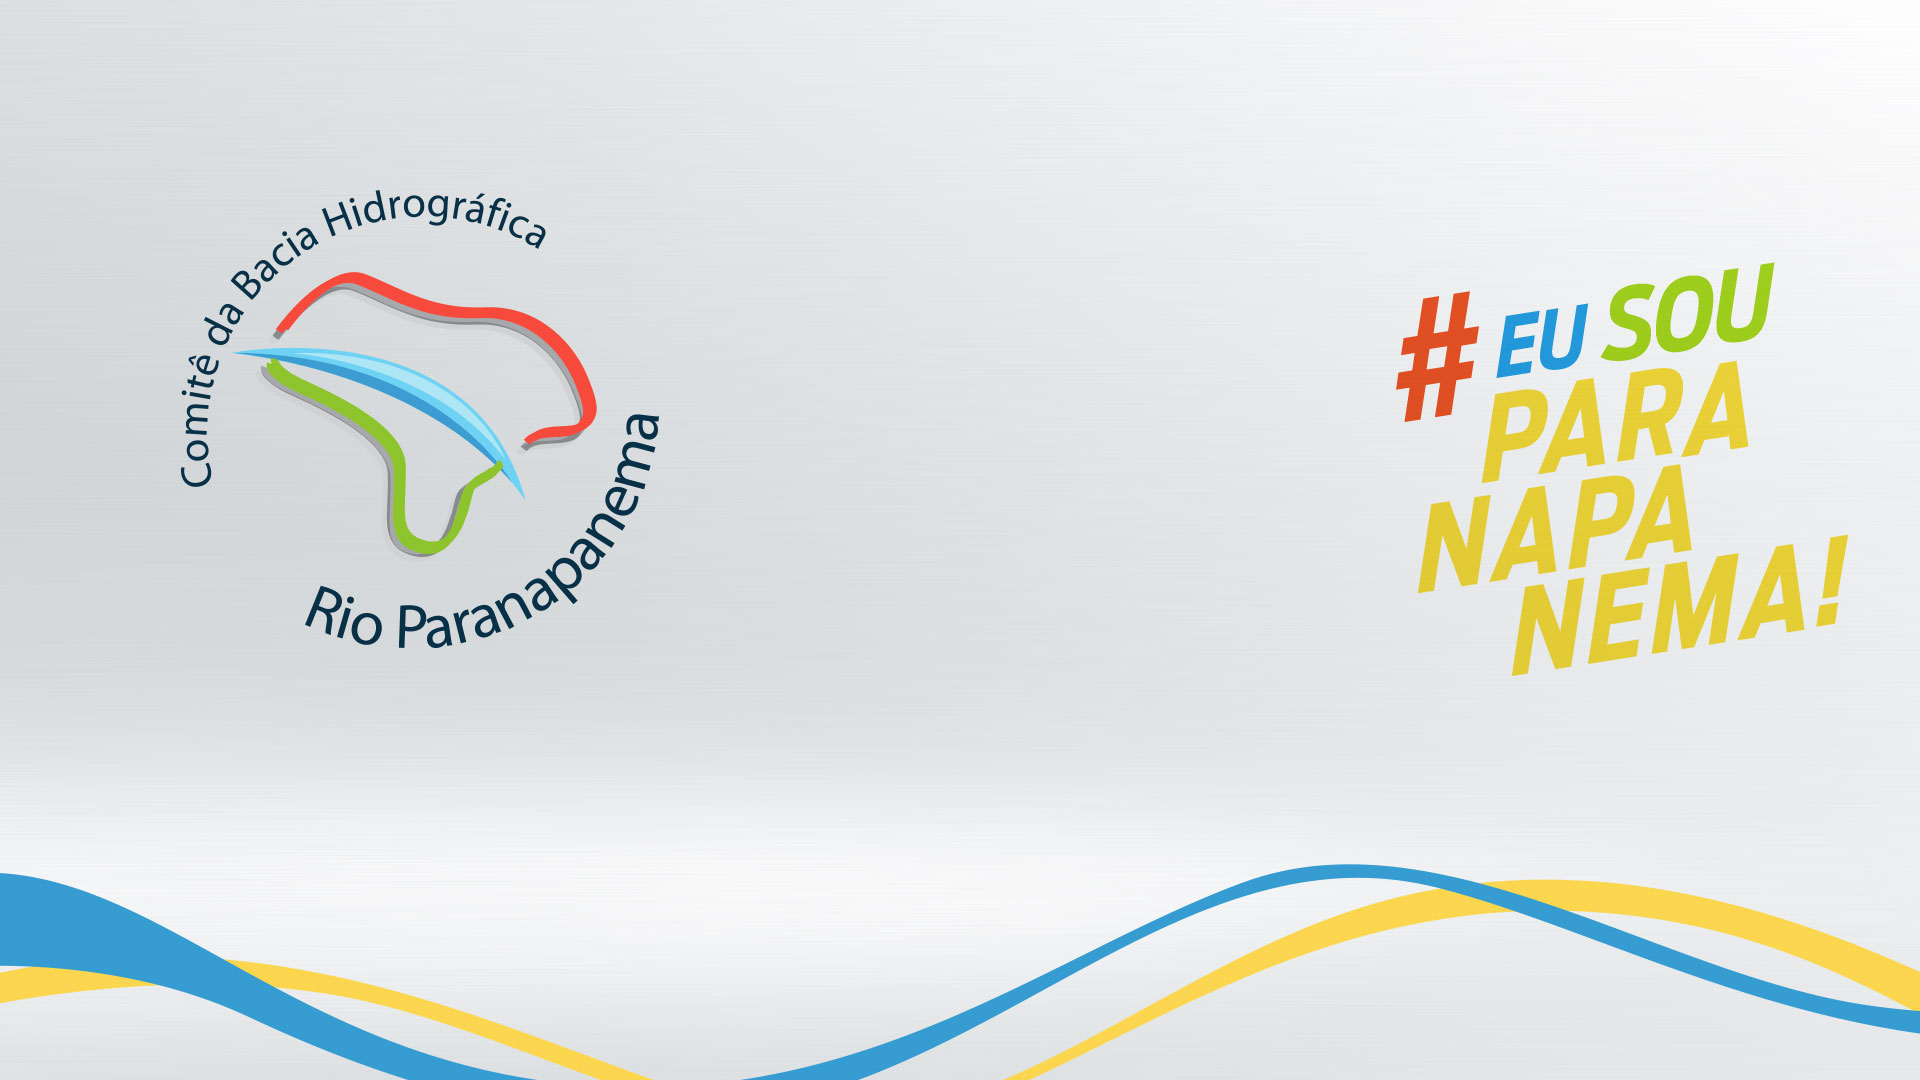 Comitê da Bacia Hidrográfica
Rio Paranapanema
# EU SOU
PARA
NAPA
NEMA!